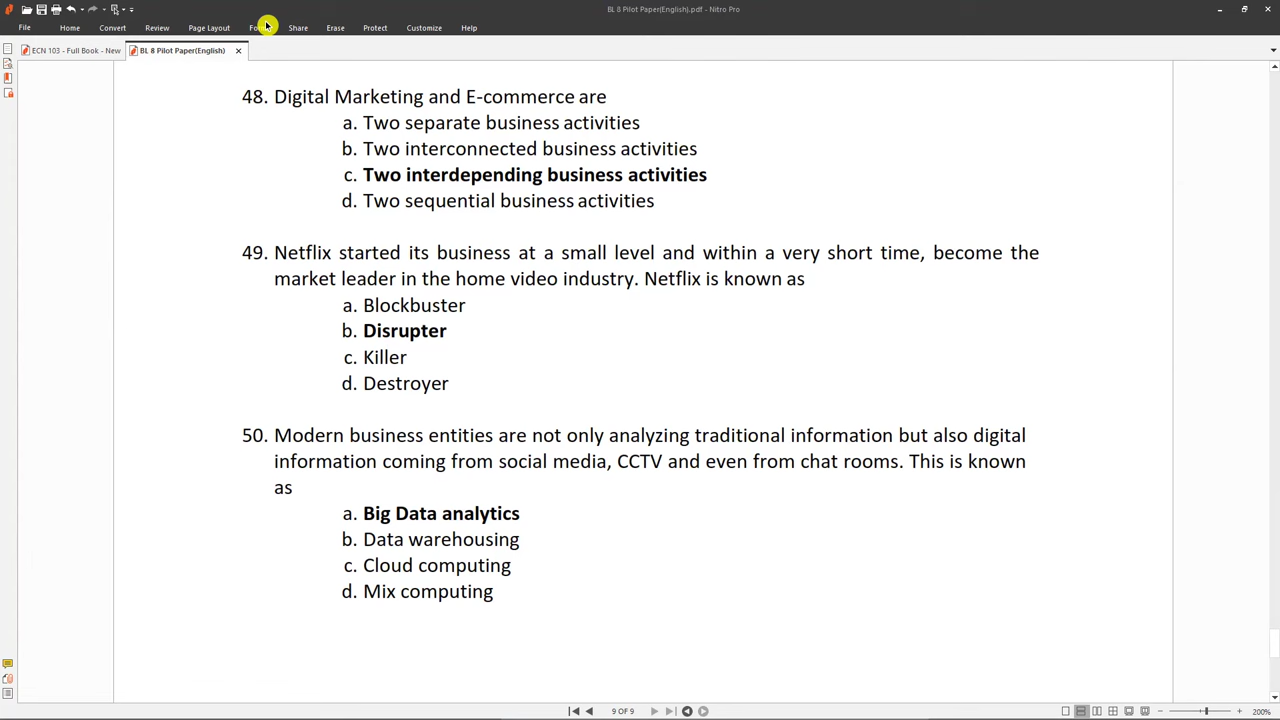 BL 8 Pilot Paper(English).pdf - Nitro Pro
File Home Convert Review Page Layout Share Erase Protect Customize Help
ECN 103 - Full Book - New BL 8 Pilot Paper(English)
48. Digital Marketing and E-commerce are
a. Two separate business activities
b. Two interconnected business activities
c. Two interdepending business activities
d. Two sequential business activities
49. Netflix started its business at a small level and within a very short time, become the
market leader in the home video industry. Netflix is known as
a. Blockbuster
b. Disrupter
c. Killer
d. Destroyer
50. Modern business entities are not only analyzing traditional information but also digital
information coming from social media, CCTV and even from chat rooms. This is known
as
a. Big Data analytics
b. Data warehousing
c. Cloud computing
d. Mix computing
9 OF 9
200%